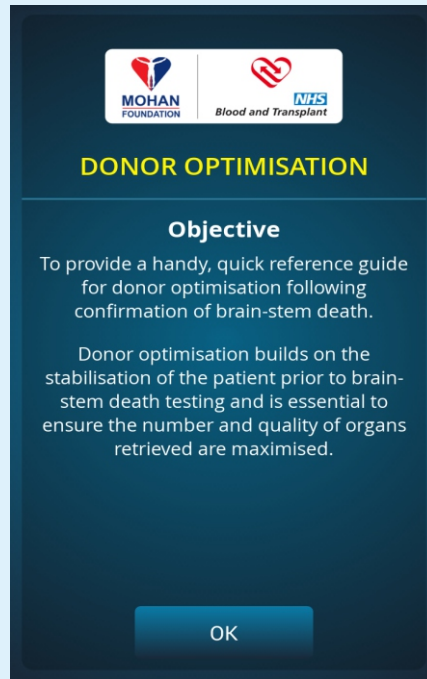 MOHAN
FOUNDATION
NHS
Blood and Transplant
DONOR OPTIMISATION
Objective
To provide a handy, quick reference guide
for donor optimisation following
confirmation of brain-stem death.
Donor optimisation builds on the
stabilisation of the patient prior to brain-
stem death testing and is essential to
ensure the number and quality of organs
retrieved are maximised.
OK